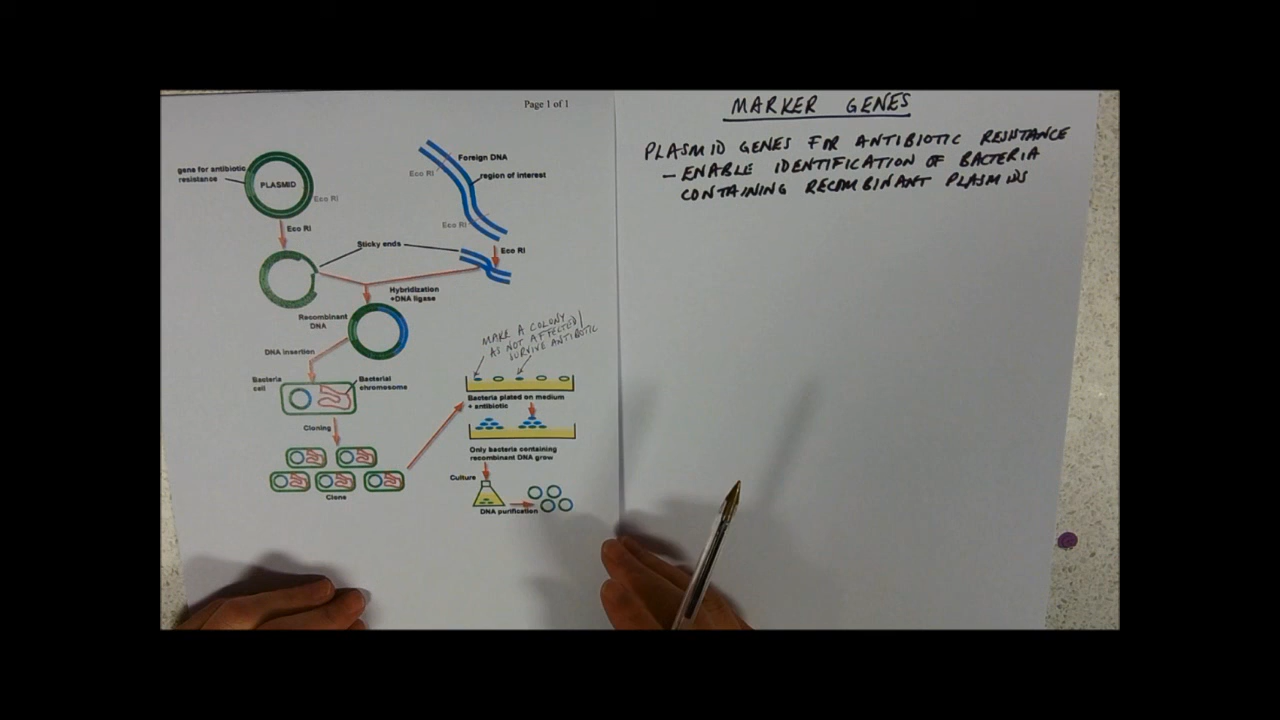 Page 1 of 1
gene for antibiotic
resistance
PLASMID
Eco RI
Eco RI
Foreign DNA
Eco RI
region of interest
Eco RI
Sticky ends
Eco RI
Hybridization
+DNA ligase
Recombinant
DNA
DNA insertion
Bacteria
cell
Bacterial
chromosome
Cloning
Clone
MAKE A COLONY
AS NOT AFFECTED/
SURVIVE ANTIBOTIC
Bacteria plated on medium
+ antibiotic
Only bacteria containing
recombinant DNA grow
Culture
DNA purification
MARKER GENES
PLASMID GENES FOR ANTIBIOTIC RESISTANCE
– ENABLE IDENTIFICATION OF BACTERIA
CONTAINING RECOMBINANT PLASMIDS